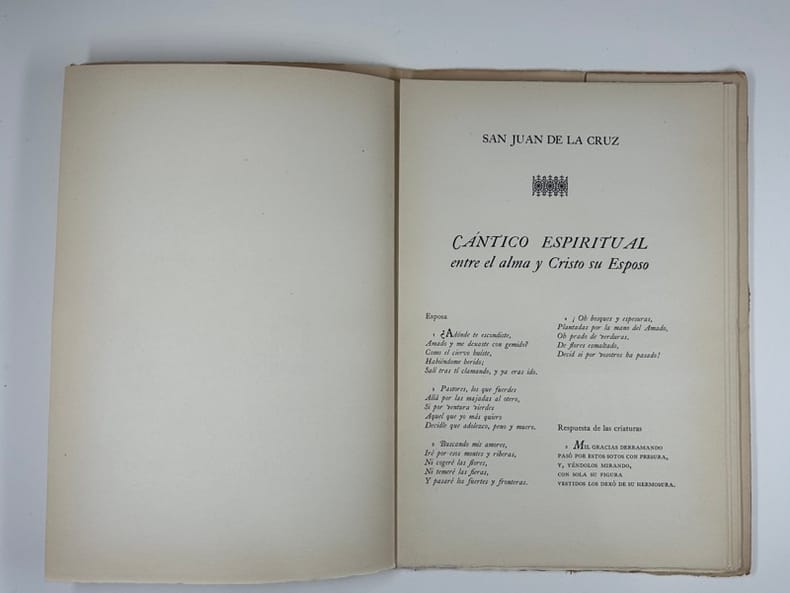 SAN JUAN DE LA CRUZ
CÁNTICO ESPIRITUAL
entre el alma y Cristo su Esposo
Esposa
1 ¿Adónde te escondiste,
Amado y me dexaste con gemido?
Como el ciervo huiste,
Habiéndome herido;
Salí tras tí clamando, y ya eras ido.
2 Pastores, los que fuerdes
Allá por las majadas al otero,
Si por ventura vierdes
Aquel que yo más quiero
Decidle que adolezco, peno y muero.
3 Buscando mis amores,
Iré por esos montes y riberas,
Ni cogeré las flores,
Ni temeré las fieras,
Y pasaré los fuertes y fronteras.
4 ¡Oh bosques y espesuras,
Plantadas por la mano del Amado,
Oh prado de verduras,
De flores esmaltado,
Decid si por vosotros ha pasado!
Respuesta de las criaturas
5 MIL GRACIAS DERRAMANDO
PASÓ POR ESTOS SOTOS CON PRESURA,
Y, YÉNDOLOS MIRANDO,
CON SOLA SU FIGURA
VESTIDOS LOS DEXÓ DE SU HERMOSURA.